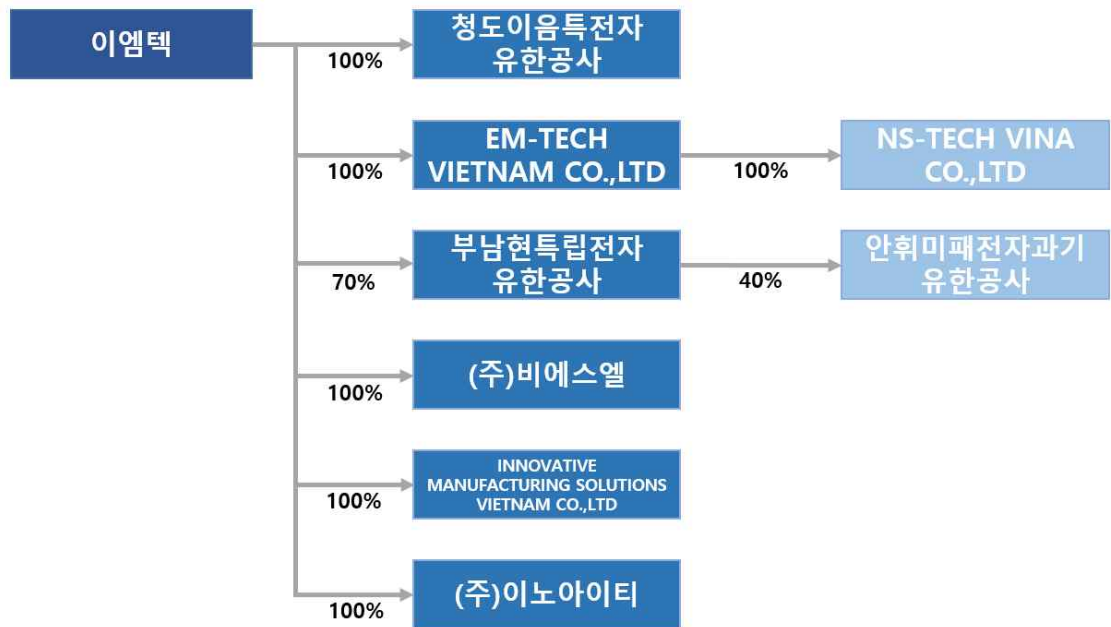 이엠텍
청도이음특전자
유한공사
100%
EM-TECH
VIETNAM CO.,LTD
100%
NS-TECH VINA
CO.,LTD
100%
부남현특립전자
유한공사
70%
안휘미패전자과기
유한공사
40%
(주)비에스엘
100%
INNOVATIVE
MANUFACTURING SOLUTIONS
VIETNAM CO.,LTD
100%
(주)이노아이티
100%